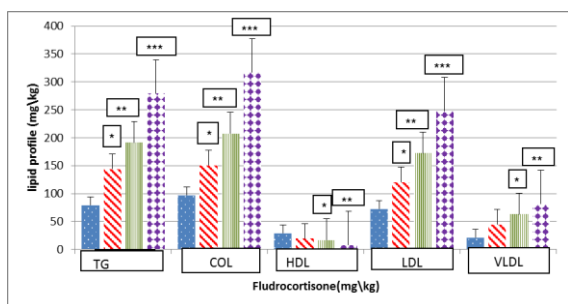 lipid profile (mg\kg)
400
350
300
250
200
150
100
50
0
* ** ***
* ** ***
* **
* ** ***
* **
TG COL HDL LDL VLDL
Fludrocortisone(mg\kg)